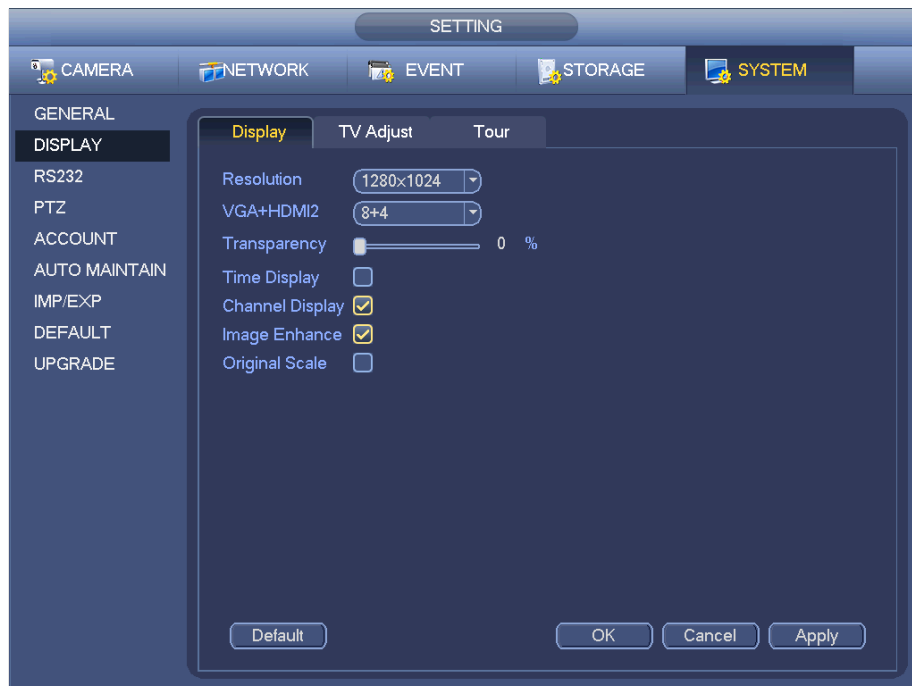 SETTING
CAMERA NETWORK EVENT STORAGE SYSTEM
GENERAL
DISPLAY
RS232
PTZ
ACCOUNT
AUTO MAINTAIN
IMP/EXP
DEFAULT
UPGRADE
Display TV Adjust Tour
Resolution 1280×1024
VGA+HDMI2 8+4
Transparency 0 %
Time Display
Channel Display
Image Enhance
Original Scale
Default OK Cancel Apply